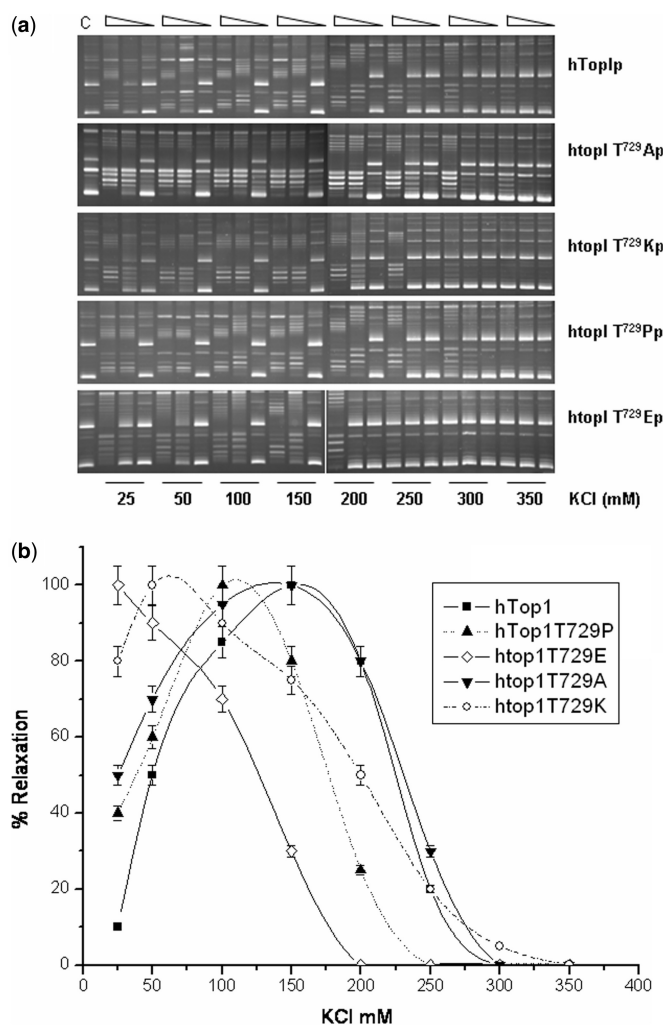 (a)
C
hTopIp
htopI T729Ap
htopI T729Kp
htopI T729Pp
htopI T729Ep
25 50 100 150 200 250 300 350 KCl (mM)
(b)
% Relaxation
100
80
60
40
20
0
hTop1
hTop1T729P
htop1T729E
htop1T729A
htop1T729K
0 50 100 150 200 250 300 350 400
KCl mM